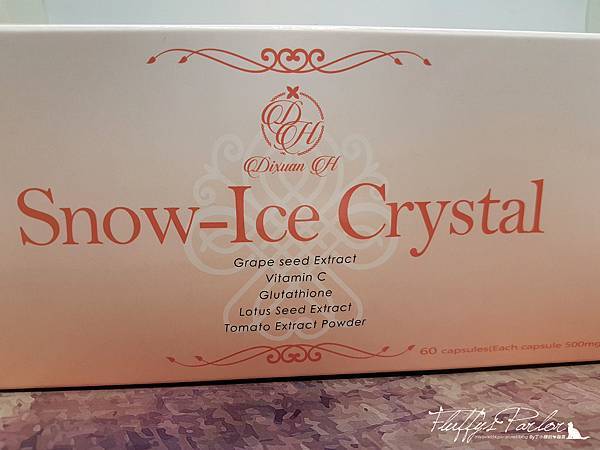 DH
Dixuan H
Snow-Ice Crystal
Grape seed Extract
Vitamin C
Glutathione
Lotus Seed Extract
Tomato Extract Powder
60 capsules(Each capsule 500mg
Fluffy's Parlor